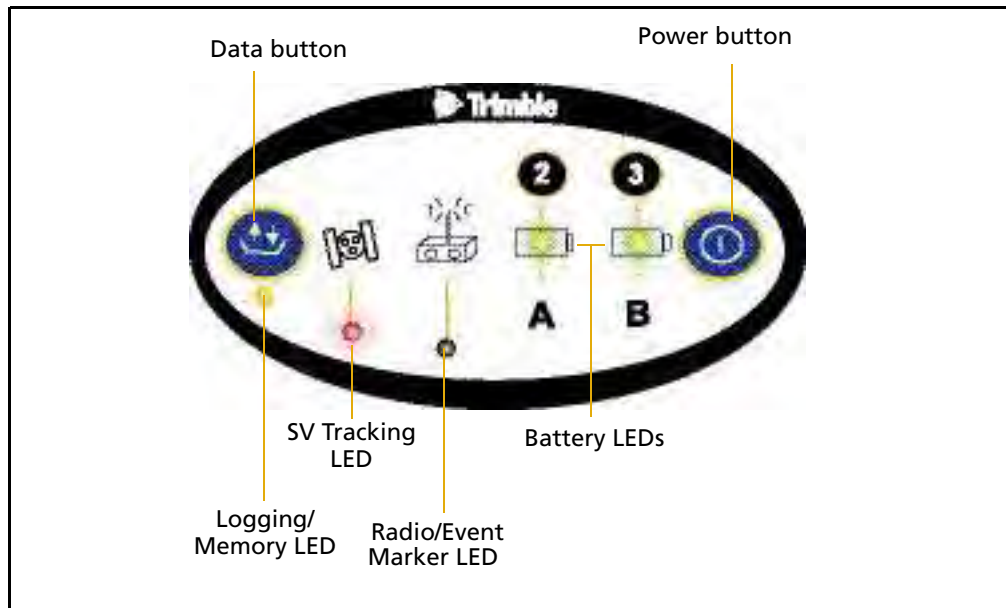 Data button
Power button
Trimble
2
3
A
B
SV Tracking
LED
Battery LEDs
Logging/
Memory LED
Radio/Event
Marker LED